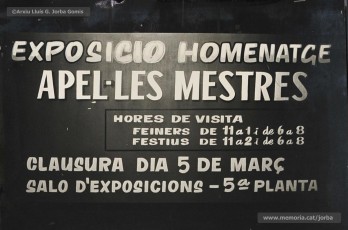 ©Arxiu Lluís G. Jorba Gomis
EXPOSICIO HOMENATGE
APEL·LES MESTRES
HORES DE VISITA
FEINERS DE 11 a 1 i de 6 a 8
FESTIUS DE 11 a 2 i de 6 a 8
CLAUSURA DIA 5 DE MARÇ
SALO D'EXPOSICIONS - 5ª PLANTA
www.memoria.cat/jorba